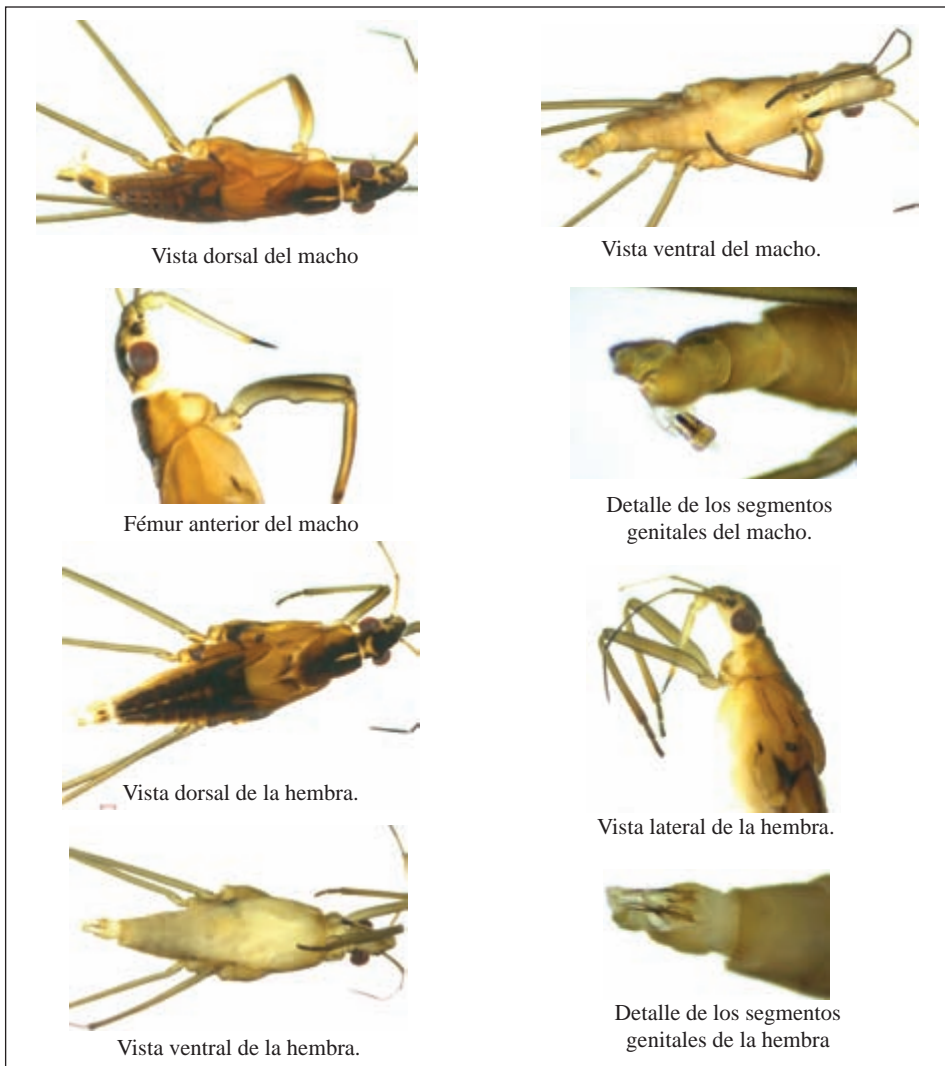 Vista dorsal del macho
Vista ventral del macho.
Fémur anterior del macho
Detalle de los segmentos
genitales del macho.
Vista dorsal de la hembra.
Vista lateral de la hembra.
Vista ventral de la hembra.
Detalle de los segmentos
genitales de la hembra